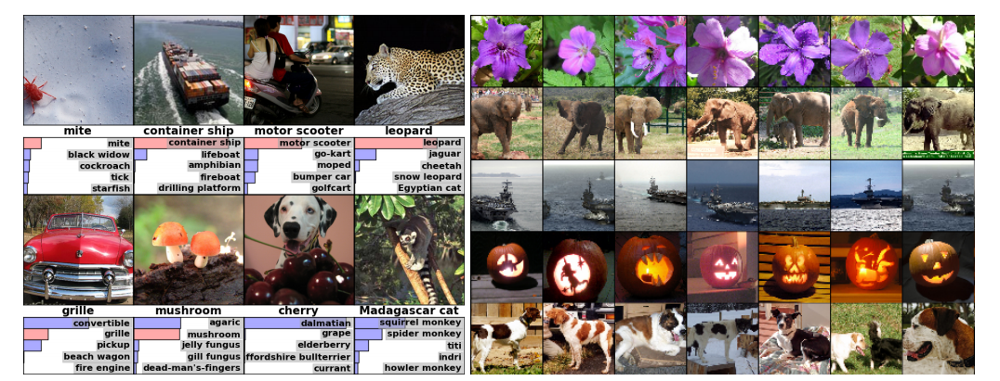 mite
container ship
motor scooter
leopard
mite
black widow
cockroach
tick
starfish
container ship
lifeboat
amphibian
fireboat
drilling platform
motor scooter
go-kart
moped
bumper car
golfcart
leopard
jaguar
cheetah
snow leopard
Egyptian cat
grille
mushroom
cherry
Madagascar cat
convertible
grille
pickup
beach wagon
fire engine
agaric
mushroom
jelly fungus
gill fungus
dead-man's-fingers
dalmatian
grape
elderberry
ffordshire bullterrier
currant
squirrel monkey
spider monkey
titi
indri
howler monkey